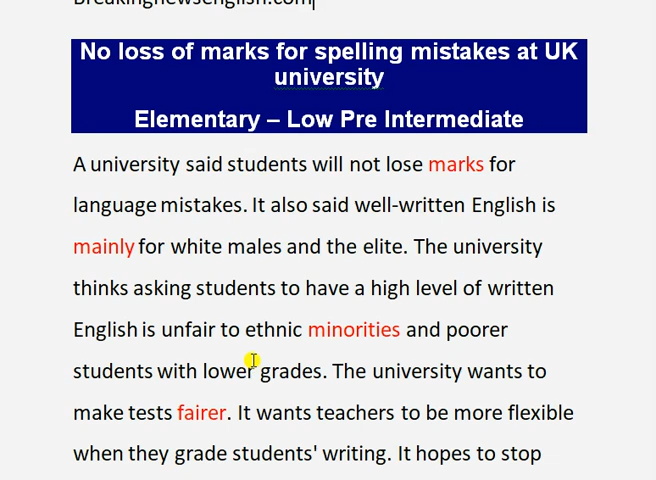 Breakingnewsenglish.com
No loss of marks for spelling mistakes at UK
university
Elementary – Low Pre Intermediate
A university said students will not lose marks for
language mistakes. It also said well-written English is
mainly for white males and the elite. The university
thinks asking students to have a high level of written
English is unfair to ethnic minorities and poorer
students with lower grades. The university wants to
make tests fairer. It wants teachers to be more flexible
when they grade students' writing. It hopes to stop